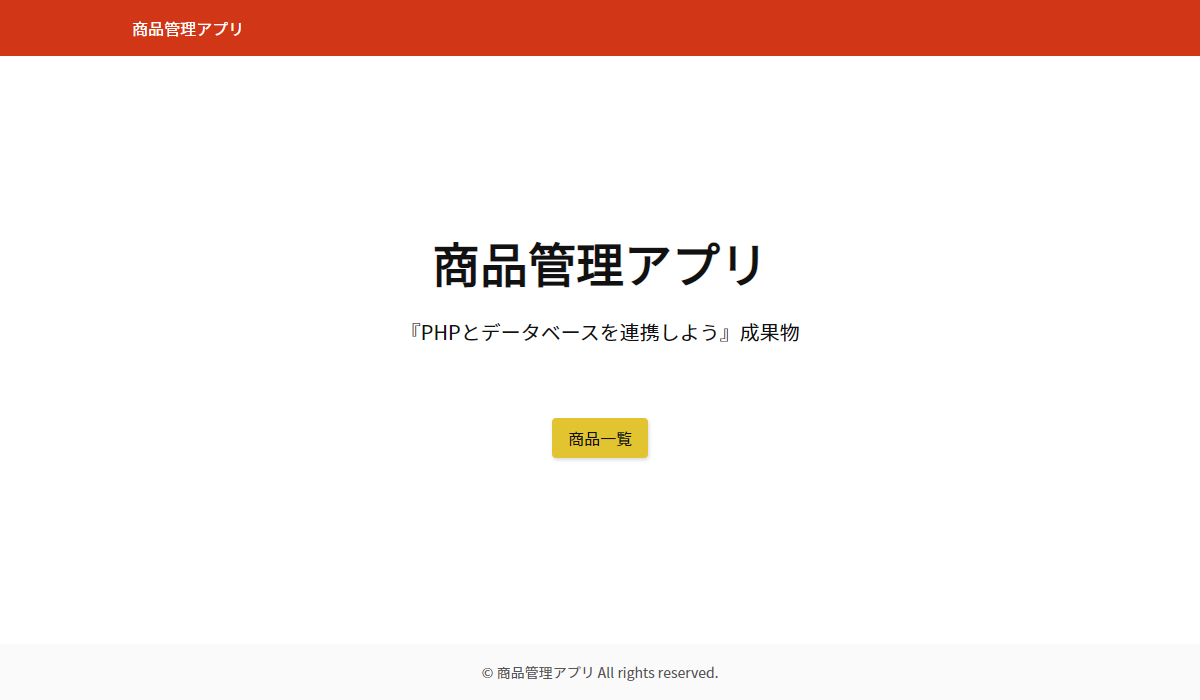 商品管理アプリ
商品管理アプリ
『PHPとデータベースを連携しよう』成果物
商品一覧
© 商品管理アプリ All rights reserved.